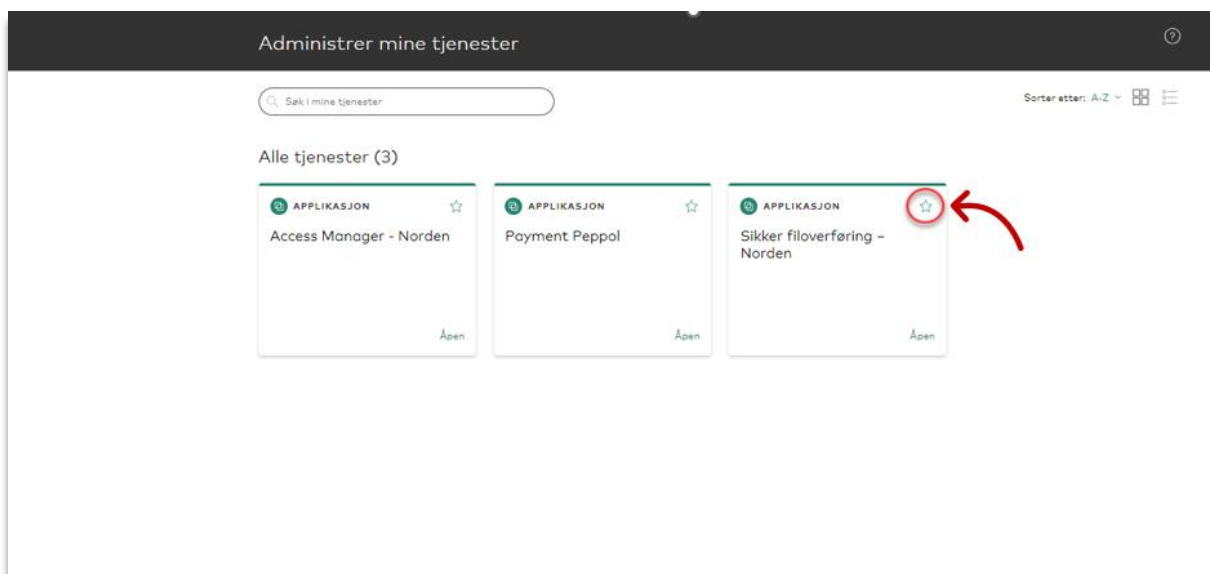 Administrer mine tjenester
?
Søk i mine tjenester
Sorter etter: A-Z
Alle tjenester (3)
APPLIKASJON
Access Manager - Norden
Åpen
APPLIKASJON
Payment Peppol
Åpen
APPLIKASJON
Sikker filoverføring –
Norden
Åpen